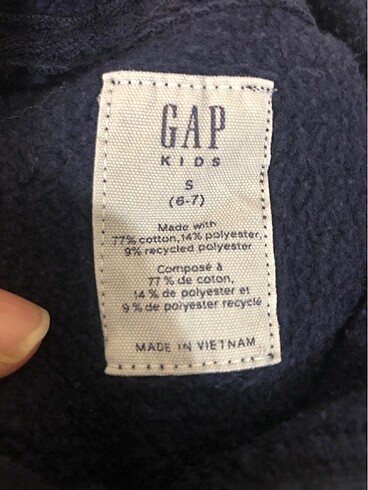 GAP
KIDS
S
(6-7)
Made with
77% cotton, 14% polyester,
9% recycled polyester
Composé à
77 % de coton,
14 % de polyester et
9 % de polyester recyclé
MADE IN VIETNAM